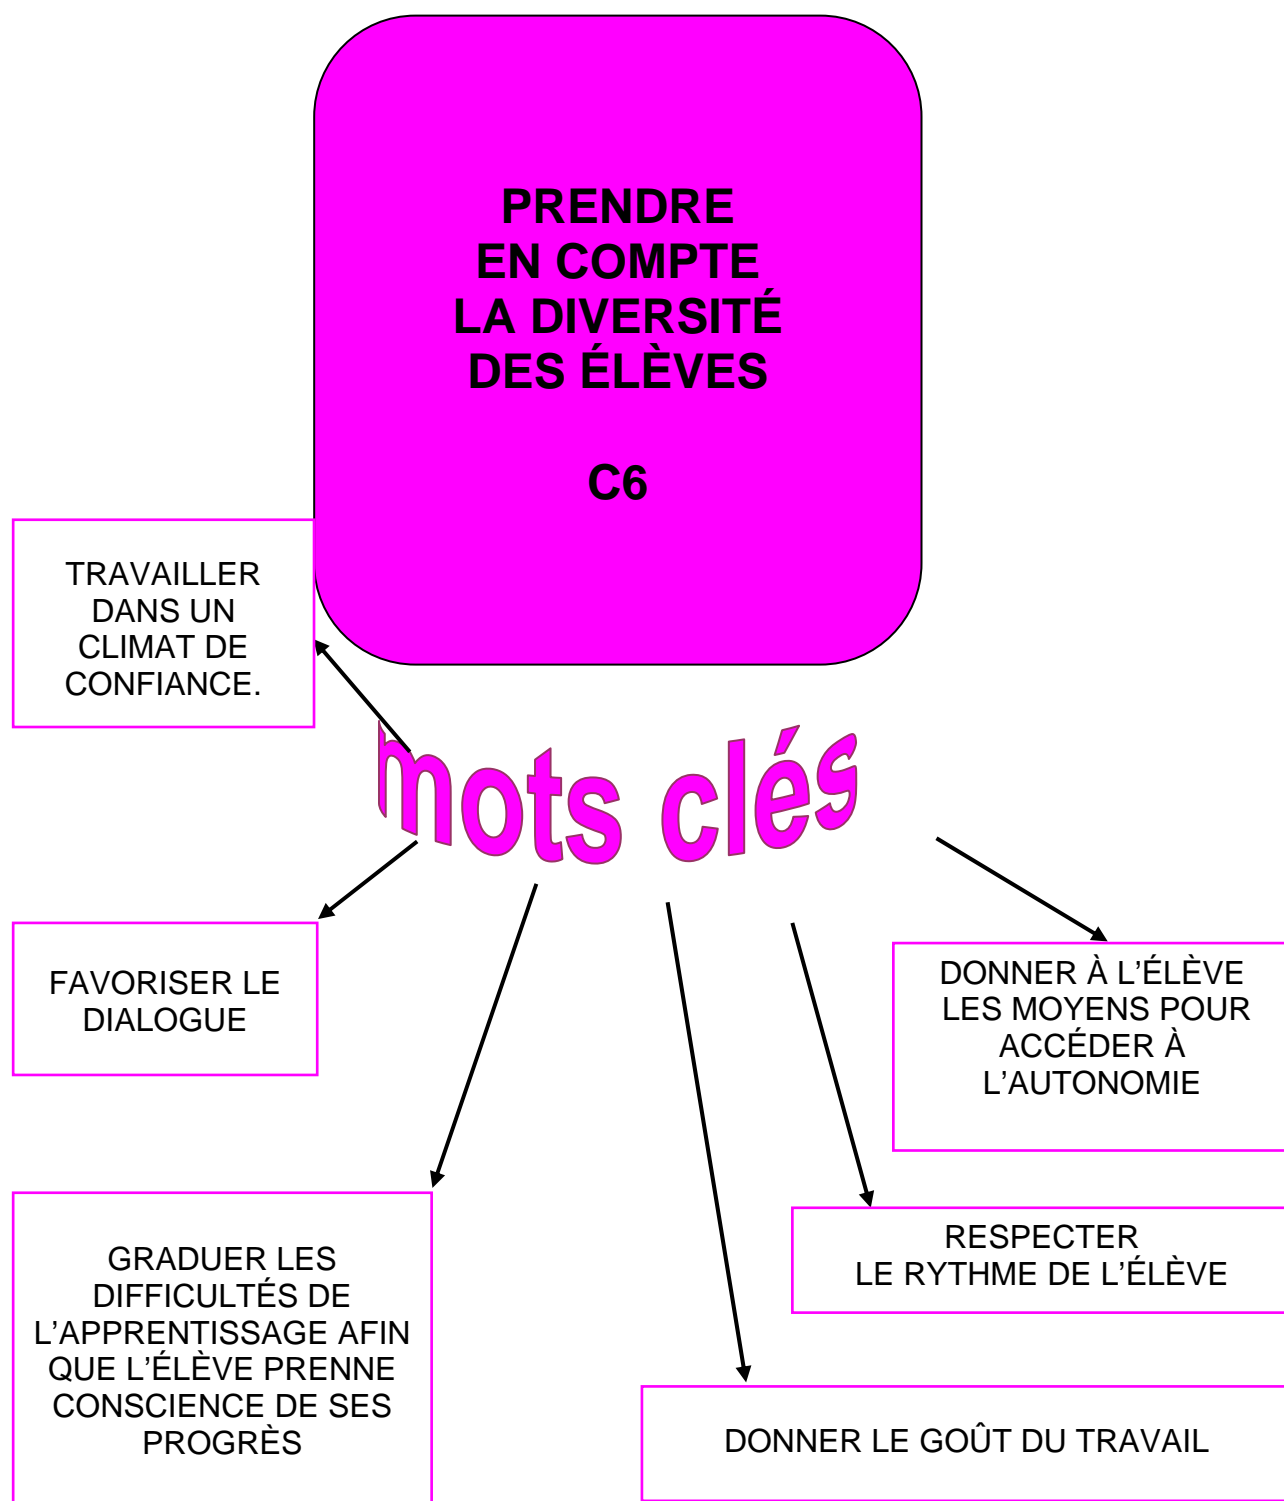 PRENDRE
EN COMPTE
LA DIVERSITÉ
DES ÉLÈVES
C6
TRAVAILLER
DANS UN
CLIMAT DE
CONFIANCE.
mots clés
FAVORISER LE
DIALOGUE
DONNER À L’ÉLÈVE
LES MOYENS POUR
ACCÉDER À
L’AUTONOMIE
GRADUER LES
DIFFICULTÉS DE
L’APPRENTISSAGE AFIN
QUE L’ÉLÈVE PRENNE
CONSCIENCE DE SES
PROGRÈS
RESPECTER
LE RYTHME DE L’ÉLÈVE
DONNER LE GOÛT DU TRAVAIL